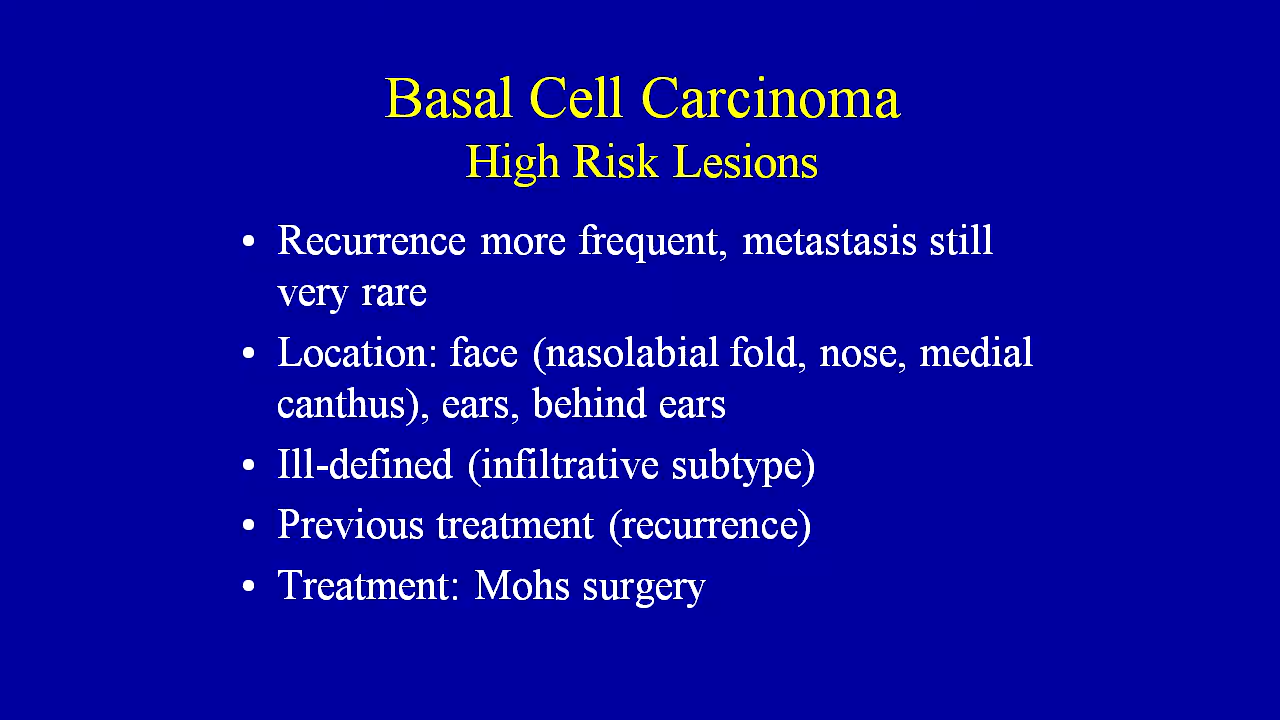 Basal Cell Carcinoma
High Risk Lesions
• Recurrence more frequent, metastasis still
very rare
• Location: face (nasolabial fold, nose, medial
canthus), ears, behind ears
• Ill-defined (infiltrative subtype)
• Previous treatment (recurrence)
• Treatment: Mohs surgery